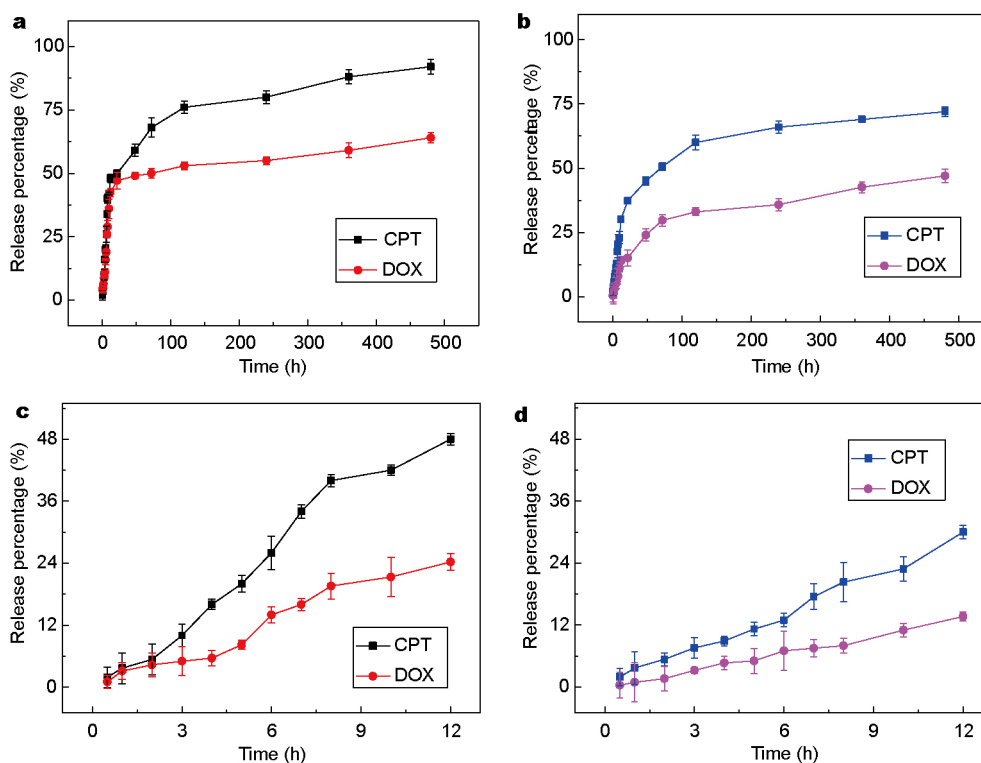 a
Release percentage (%)
100
75
50
25
0
CPT
DOX
0 100 200 300 400 500
Time (h)
b
Release percentage (%)
100
75
50
25
0
CPT
DOX
0 100 200 300 400 500
Time (h)
c
Release percentage (%)
48
36
24
12
0
CPT
DOX
0 3 6 9 12
Time (h)
d
Release percentage (%)
48
36
24
12
0
CPT
DOX
0 3 6 9 12
Time (h)